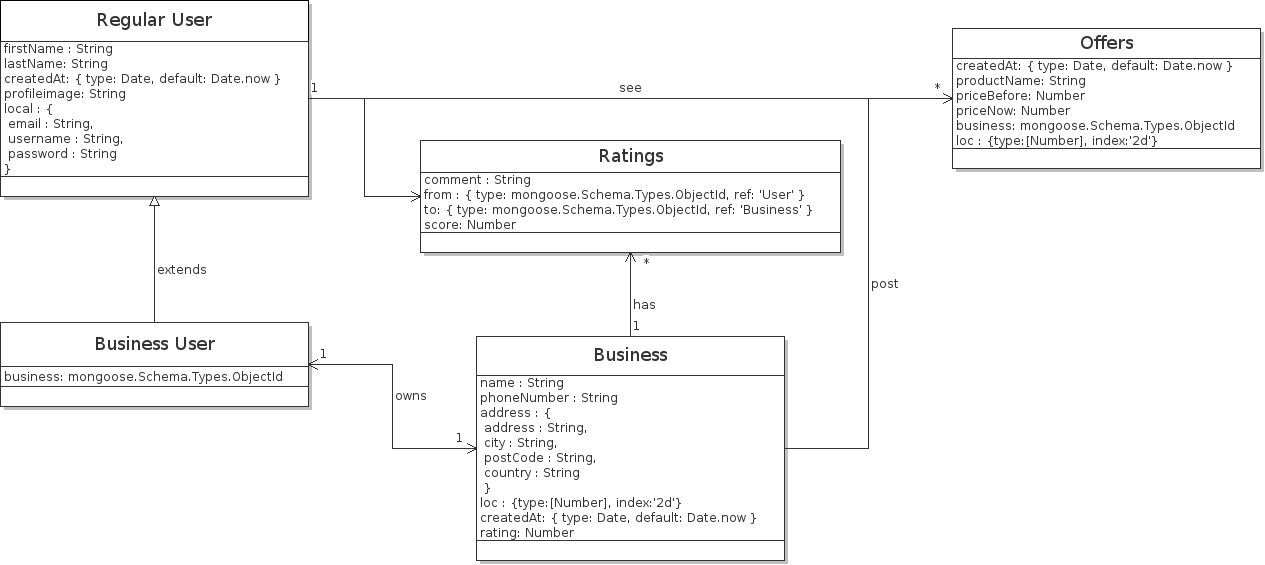 Regular User
firstName : String
lastName: String
createdAt: { type: Date, default: Date.now }
profileimage: String
local : {
email : String,
username : String,
password : String
}
1
see
*
Offers
createdAt: { type: Date, default: Date.now }
productName: String
priceBefore: Number
priceNow: Number
business: mongoose.Schema.Types.ObjectId
loc : {type:[Number], index:'2d'}
Ratings
comment : String
from : { type: mongoose.Schema.Types.ObjectId, ref: 'User' }
to: { type: mongoose.Schema.Types.ObjectId, ref: 'Business' }
score: Number
*
has
1
post
extends
Business User
business: mongoose.Schema.Types.ObjectId
1
owns
1
Business
name : String
phoneNumber : String
address : {
address : String,
city : String,
postCode : String,
country : String
}
loc : {type:[Number], index:'2d'}
createdAt: { type: Date, default: Date.now }
rating: Number